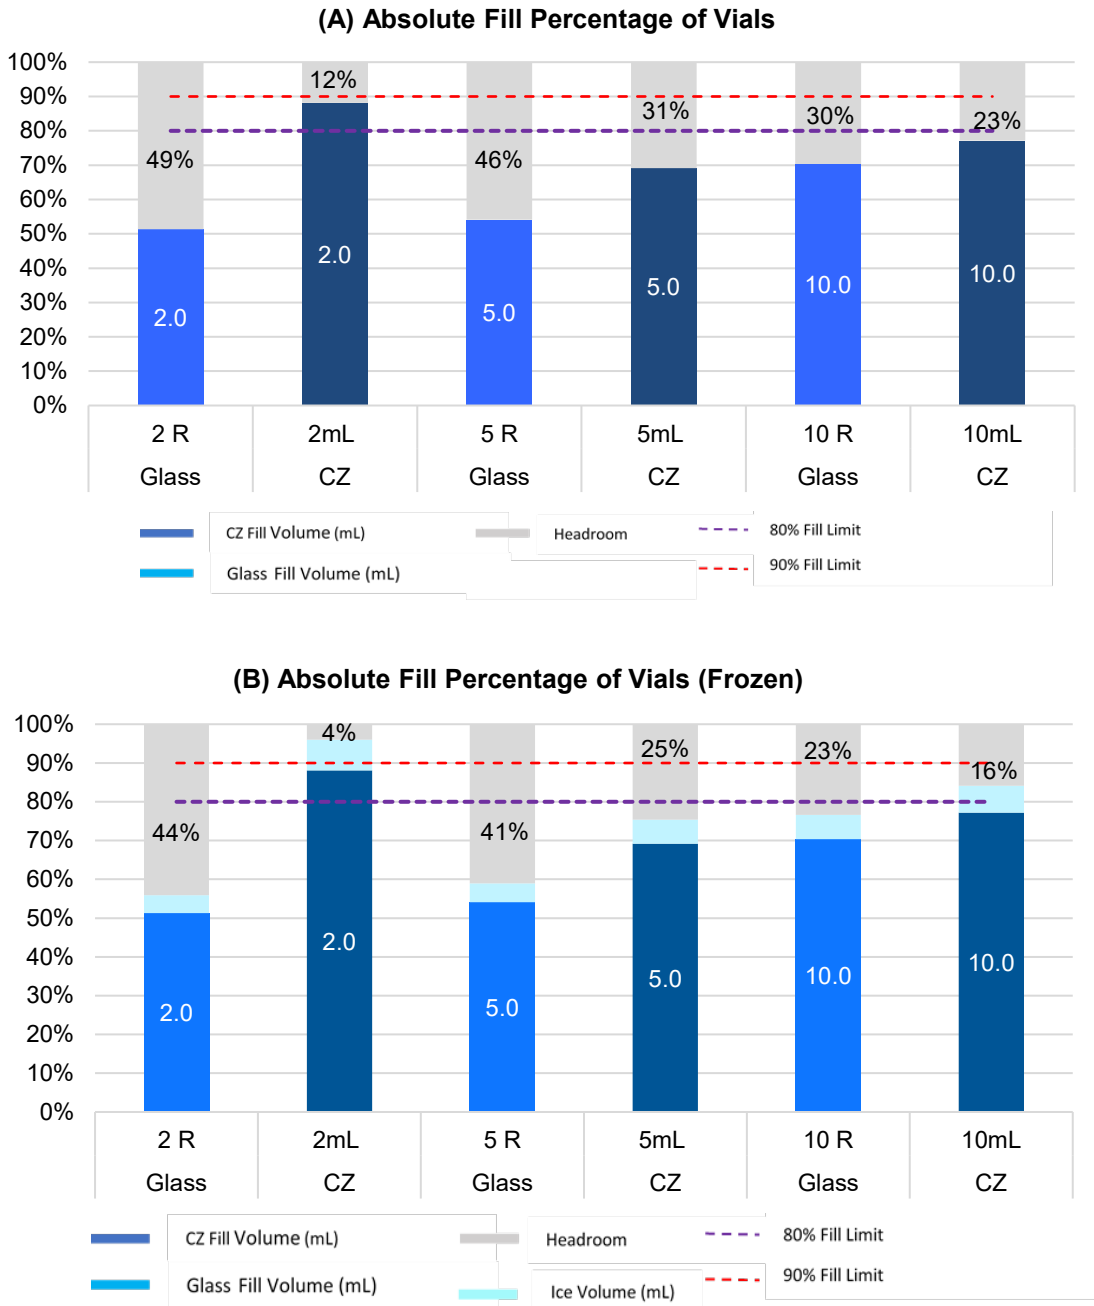 (A) Absolute Fill Percentage of Vials
100%
90%
80%
70%
60%
50%
40%
30%
20%
10%
0%
49%
12%
46%
31%
30%
23%
2.0
2.0
5.0
5.0
10.0
10.0
2 R
2mL
5 R
5mL
10 R
10mL
Glass
CZ
Glass
CZ
Glass
CZ
CZ Fill Volume (mL)
Headroom
80% Fill Limit
Glass Fill Volume (mL)
90% Fill Limit
(B) Absolute Fill Percentage of Vials (Frozen)
100%
90%
80%
70%
60%
50%
40%
30%
20%
10%
0%
44%
4%
41%
25%
23%
16%
2.0
2.0
5.0
5.0
10.0
10.0
2 R
2mL
5 R
5mL
10 R
10mL
Glass
CZ
Glass
CZ
Glass
CZ
CZ Fill Volume (mL)
Headroom
80% Fill Limit
Glass Fill Volume (mL)
Ice Volume (mL)
90% Fill Limit